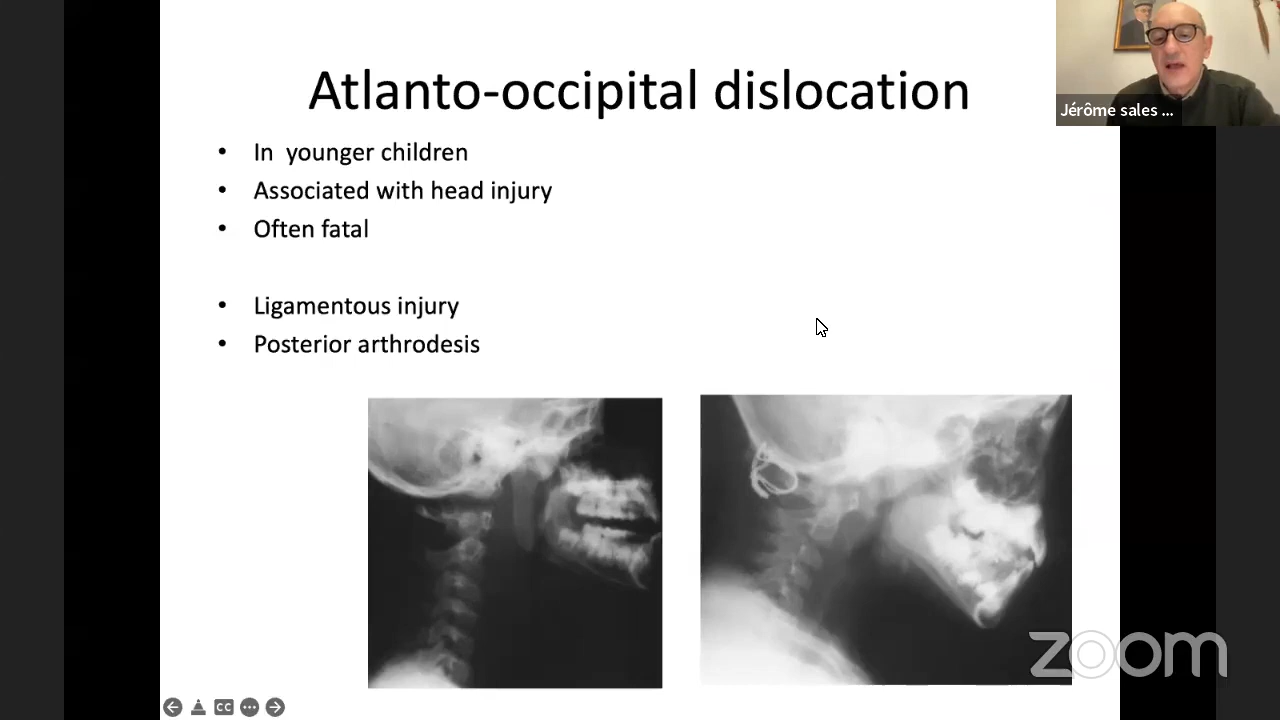 Atlanto-occipital dislocation
Jérôme sales ...
• In younger children
• Associated with head injury
• Often fatal
• Ligamentous injury
• Posterior arthrodesis
zoom
CC